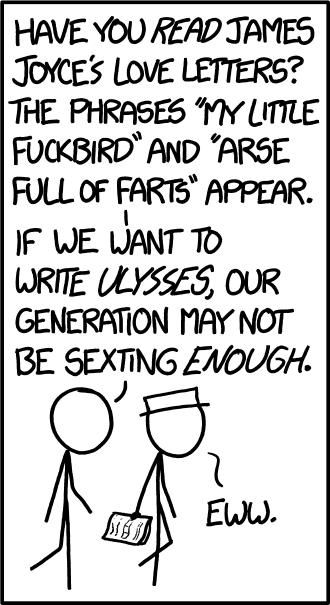 HAVE YOU READ JAMES
JOYCE'S LOVE LETTERS?
THE PHRASES "MY LITTLE
FUCKBIRD" AND "ARSE
FULL OF FARTS" APPEAR.
IF WE WANT TO
WRITE ULYSSES, OUR
GENERATION MAY NOT
BE SEXTING ENOUGH.
EWW.